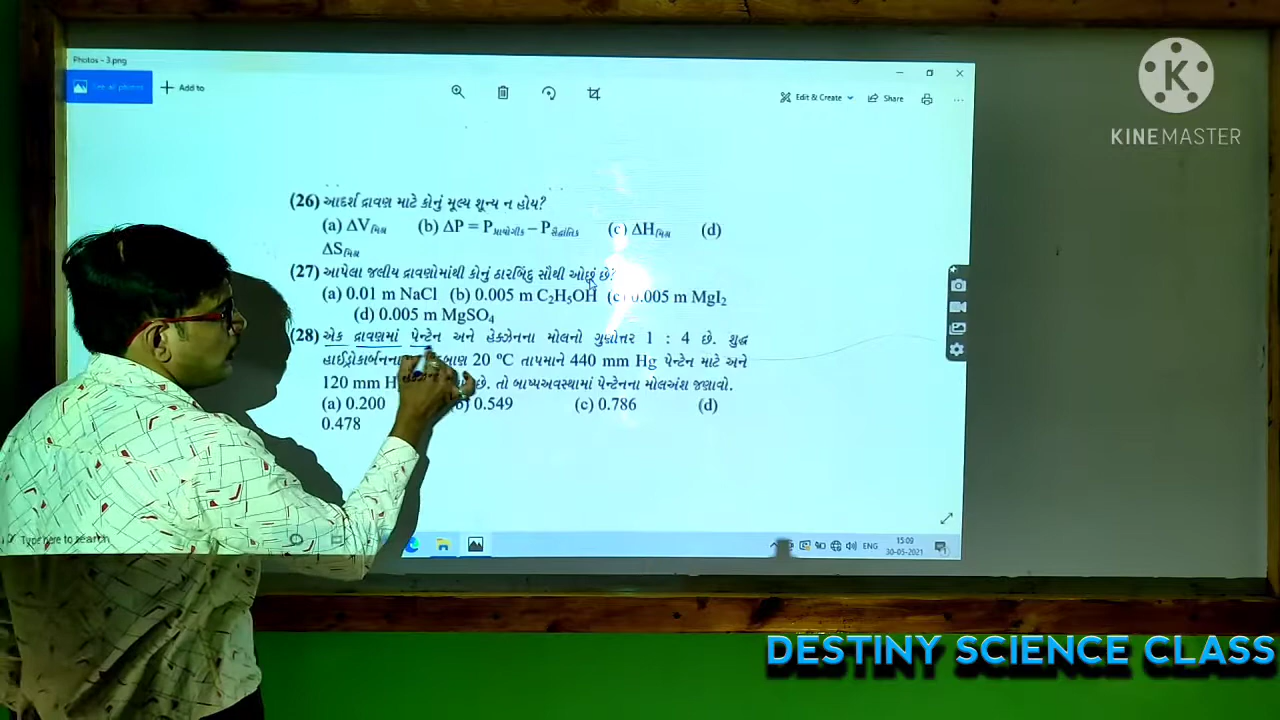 Photos - 3.png
See all photos
Add to
Edit & Create
Share
KINEMASTER
(26) આદર્શ દ્રાવણ માટે કોનું મૂલ્ય શૂન્ય ન હોય?
(a) ΔVમિશ્ર (b) ΔP = Pપ્રાયોગીક – Pસૈદ્ધાંતિક (c) ΔHમિશ્ર (d)
ΔSમિશ્ર
(27) આપેલા જલીય દ્રાવણોમાંથી કોનું ઠારબિંદુ સૌથી ઓછું છે?
(a) 0.01 m NaCl (b) 0.005 m C₂H₅OH (c) 0.005 m MgI₂
(d) 0.005 m MgSO₄
(28) એક દ્રાવણમાં પેન્ટેન અને હેક્ઝેનના મોલનો ગુણોત્તર 1 : 4 છે. શુદ્ધ
હાઈડ્રોકાર્બનના 20 °C તાપમાને 440 mm Hg પેન્ટેન માટે અને
120 mm છે. તો બાષ્પઅવસ્થામાં પેન્ટેનના મોલઅંશ જણાવો.
(a) 0.200 (b) 0.549 (c) 0.786 (d)
0.478
Type here to search
ENG
15:09
30-05-2021
DESTINY SCIENCE CLASS